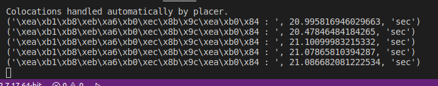 Colocations handled automatically by placer.
('\xea\xb1\xb8\xeb\xa6\xb0\xec\x8b\x9c\xea\xb0\x84 : ', 20.995816946029663, 'sec')
('\xea\xb1\xb8\xeb\xa6\xb0\xec\x8b\x9c\xea\xb0\x84 : ', 20.47846484184265, 'sec')
('\xea\xb1\xb8\xeb\xa6\xb0\xec\x8b\x9c\xea\xb0\x84 : ', 21.10099983215332, 'sec')
('\xea\xb1\xb8\xeb\xa6\xb0\xec\x8b\x9c\xea\xb0\x84 : ', 21.07865810394287, 'sec')
('\xea\xb1\xb8\xeb\xa6\xb0\xec\x8b\x9c\xea\xb0\x84 : ', 21.086682081222534, 'sec')